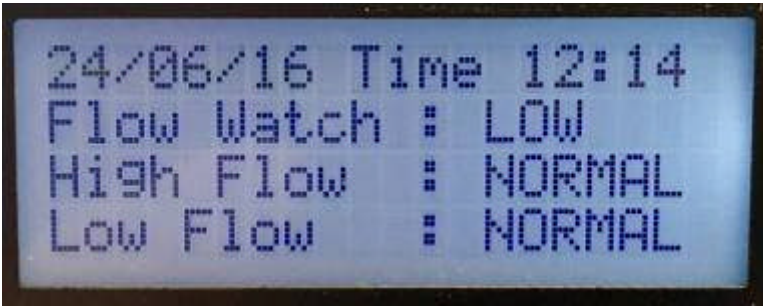 24/06/16 Time 12:14
Flow Watch : LOW
High Flow : NORMAL
Low Flow : NORMAL